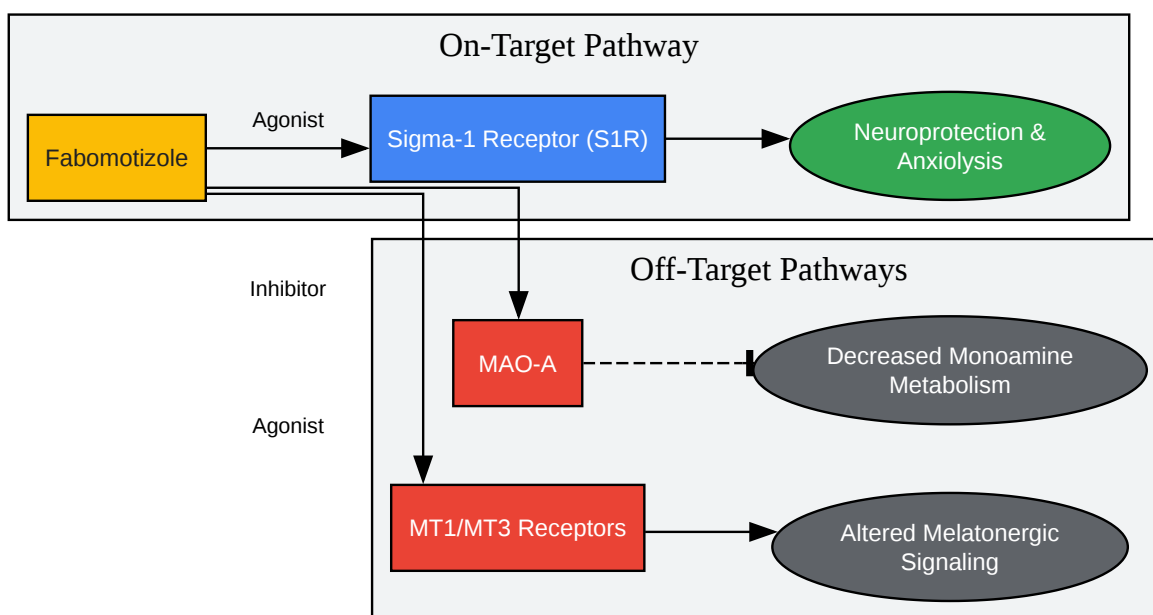 On-Target Pathway
Fabomotizole
Agonist
Sigma-1 Receptor (S1R)
Neuroprotection &
Anxiolysis
Off-Target Pathways
Inhibitor
MAO-A
Decreased Monoamine
Metabolism
Agonist
MT1/MT3 Receptors
Altered Melatonergic
Signaling